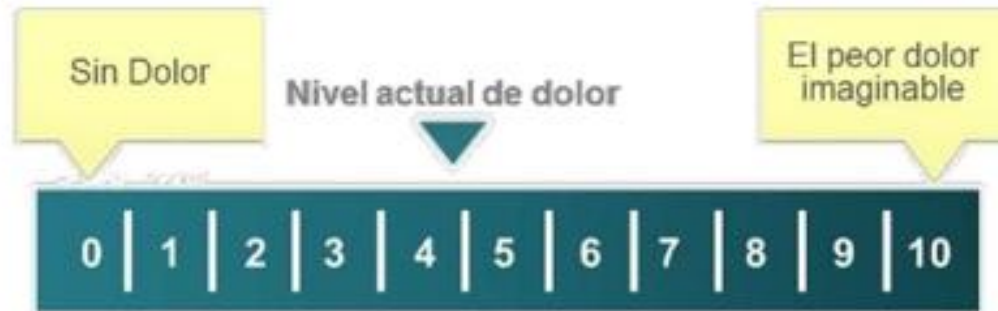 Sin Dolor
Nivel actual de dolor
El peor dolor
imaginable
0 1 2 3 4 5 6 7 8 9 10